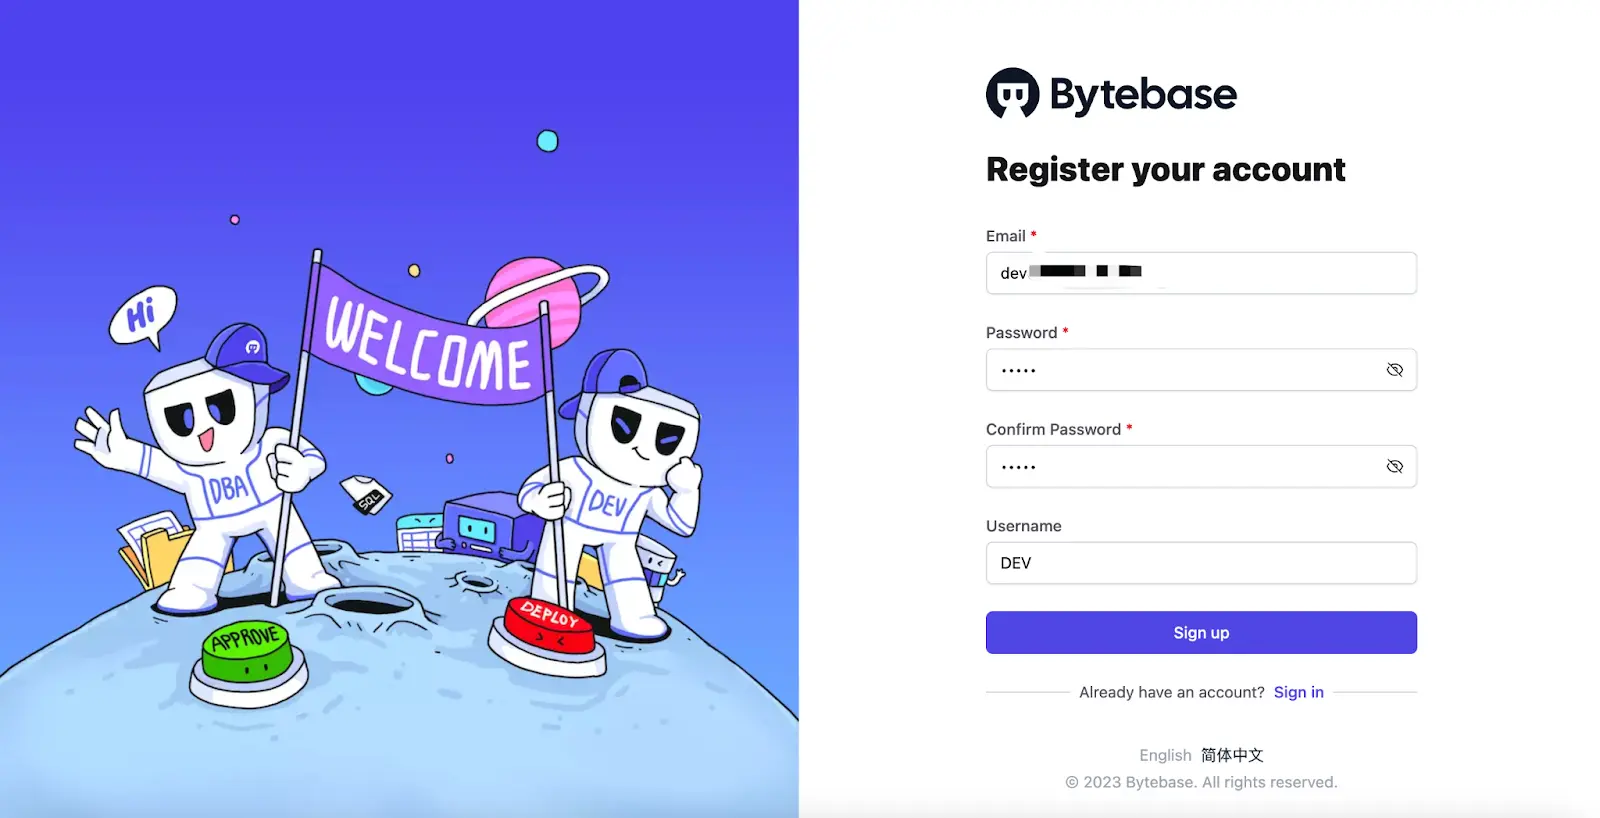 Hi
WELCOME
DBA
SQL
DEV
APPROVE
DEPLOY
Bytebase
Register your account
Email *
dev
Password *
•••••
Confirm Password *
•••••
Username
DEV
Sign up
Already have an account? Sign in
English 简体中文
© 2023 Bytebase. All rights reserved.